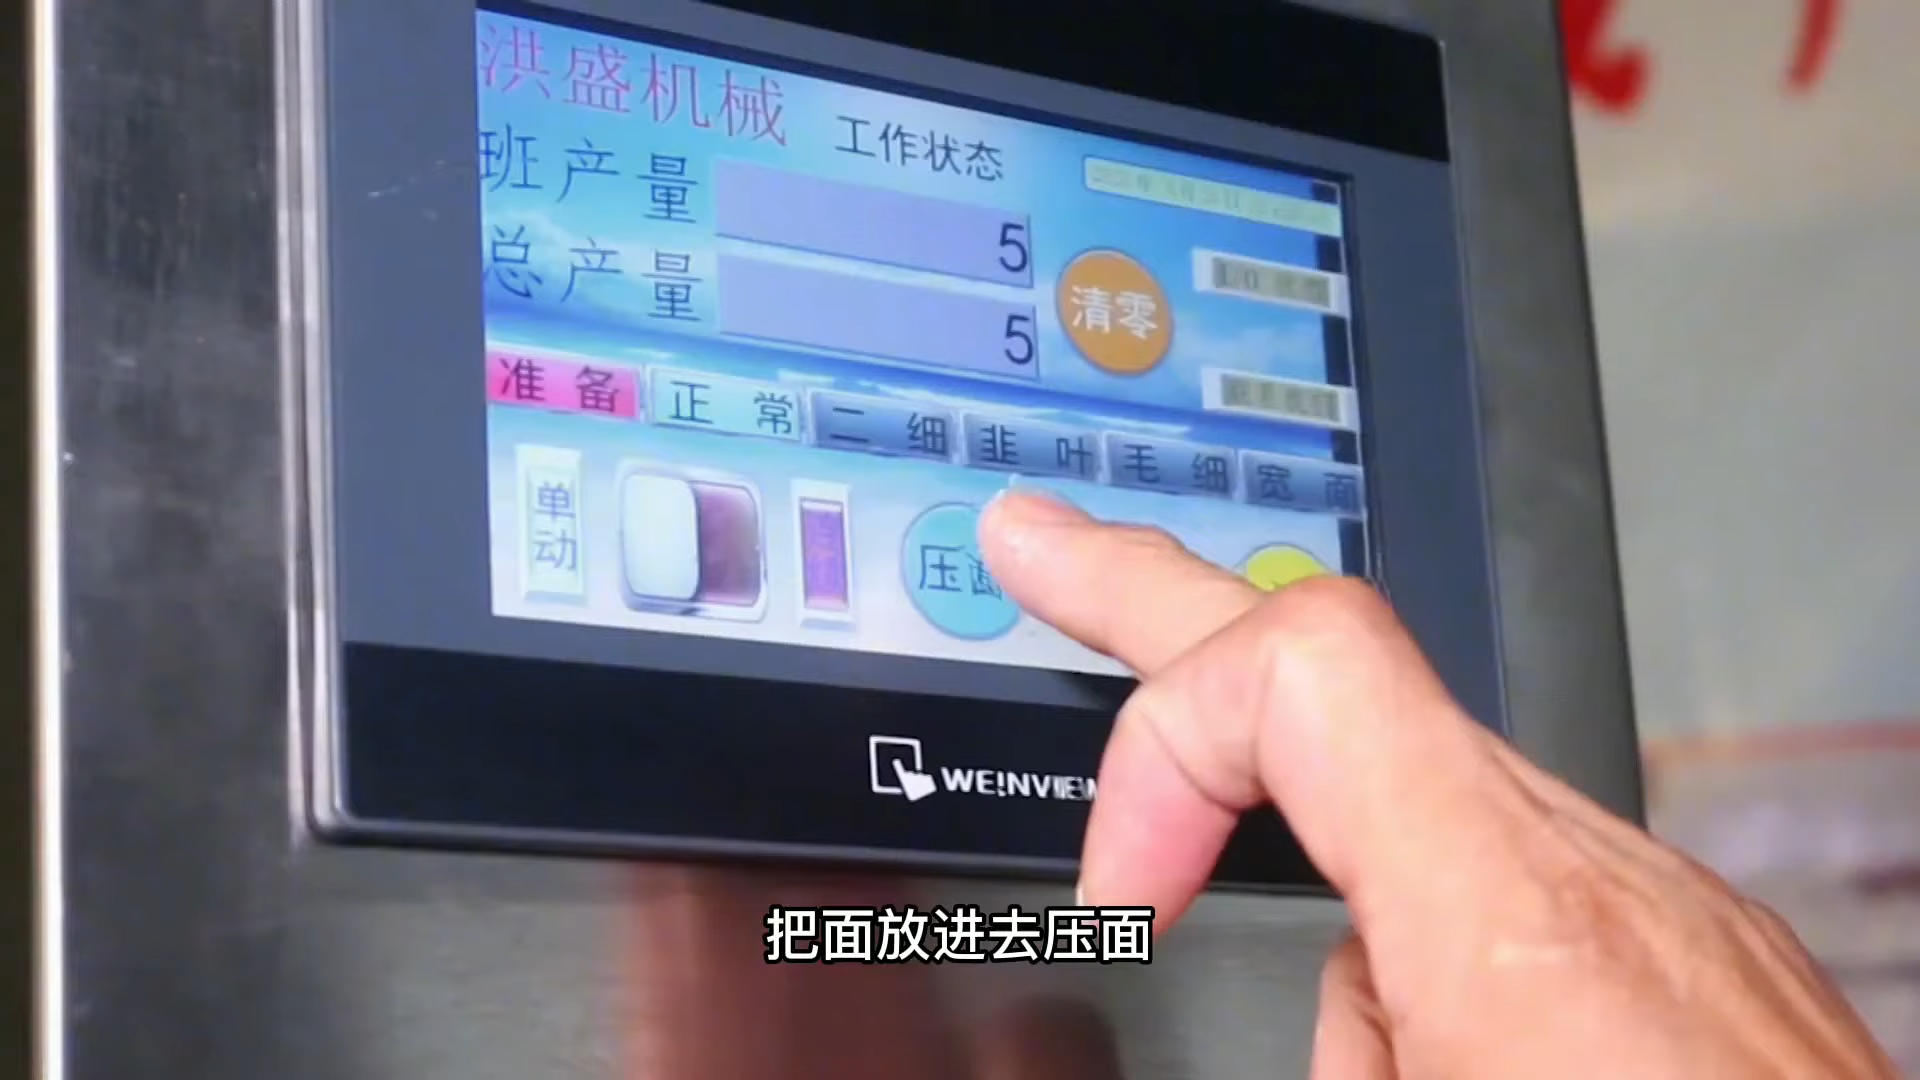 洪盛机械
工作状态
班产量 5
总产量 5
清零
准备 正常 二细 韭叶 毛细 宽面
单动
压面
WEINVIEW
把面放进去压面